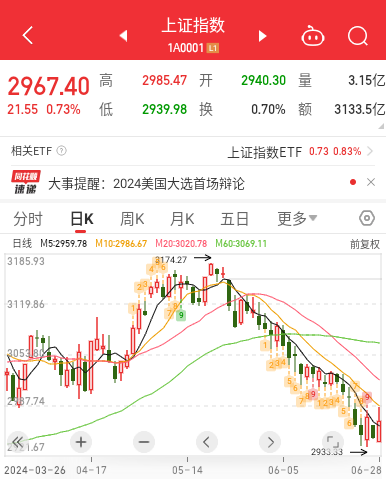 上证指数
1A0001 L1
2967.40 高 2985.47 开 2940.30 量 3.15亿
21.55 0.73% 低 2939.98 换 0.70% 额 3133.5亿
相关ETF ? 上证指数ETF 0.73 0.83%
同花顺
速递
大事提醒：2024美国大选首场辩论
分时 日K 周K 月K 五日 更多
日线 M5:2959.78 M10:2986.67 M20:3020.78 M60:3069.11 前复权
3185.93
3174.27
3119.86
3053.80
2987.74
2921.67
2933.33
2024-03-26 04-17 05-14 06-05 06-28